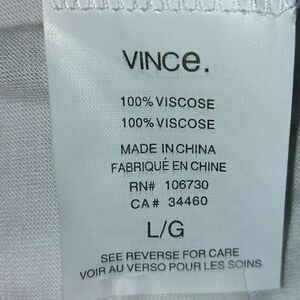 VINCe.
100% VISCOSE
100% VISCOSE
MADE IN CHINA
FABRIQUÉ EN CHINE
RN# 106730
CA# 34460
L/G
SEE REVERSE FOR CARE
VOIR AU VERSO POUR LES SOINS